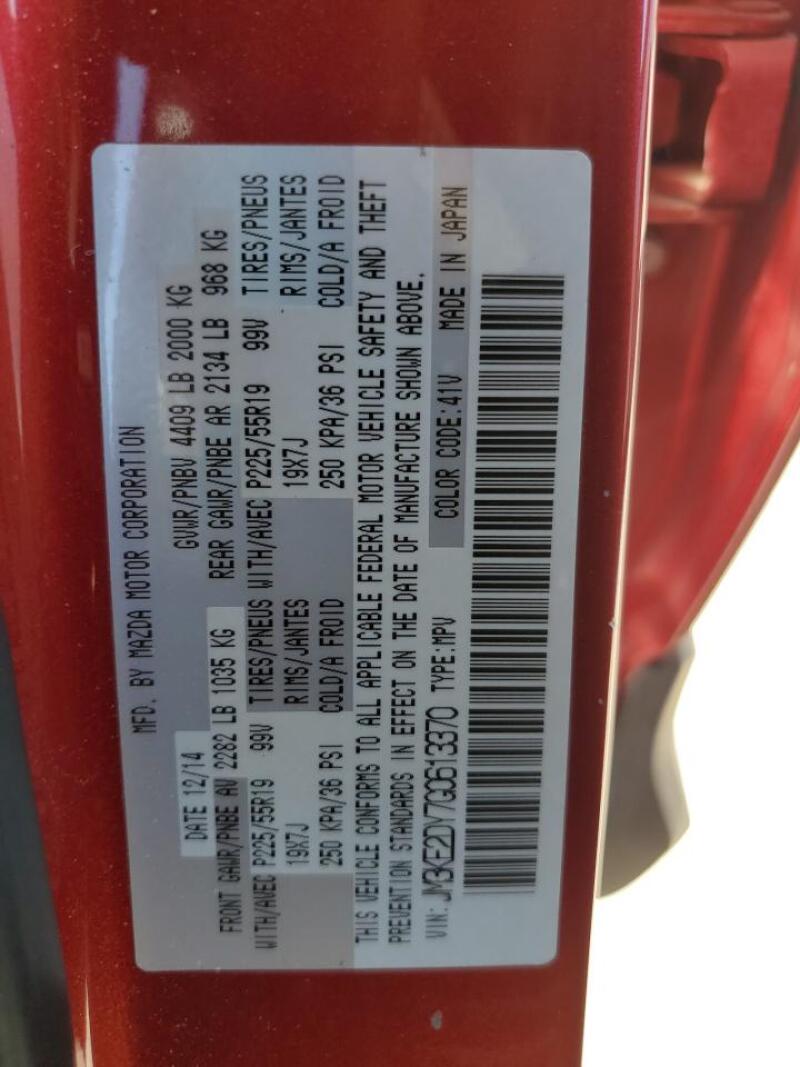 MFD. BY MAZDA MOTOR CORPORATION
DATE 12/14 GVWR/PNBV 4409 LB 2000 KG
FRONT GAWR/PNBE AV 2282 LB 1035 KG REAR GAWR/PNBE AR 2134 LB 968 KG
WITH/AVEC P225/55R19 99V TIRES/PNEUS WITH/AVEC P225/55R19 99V TIRES/PNEUS
19X7J RIMS/JANTES 19X7J RIMS/JANTES
250 KPA/36 PSI COLD/A FROID 250 KPA/36 PSI COLD/A FROID
THIS VEHICLE CONFORMS TO ALL APPLICABLE FEDERAL MOTOR VEHICLE SAFETY AND THEFT
PREVENTION STANDARDS IN EFFECT ON THE DATE OF MANUFACTURE SHOWN ABOVE.
VIN: JM3KE2DY7G0613370 TYPE:MPV COLOR CODE:41V MADE IN JAPAN